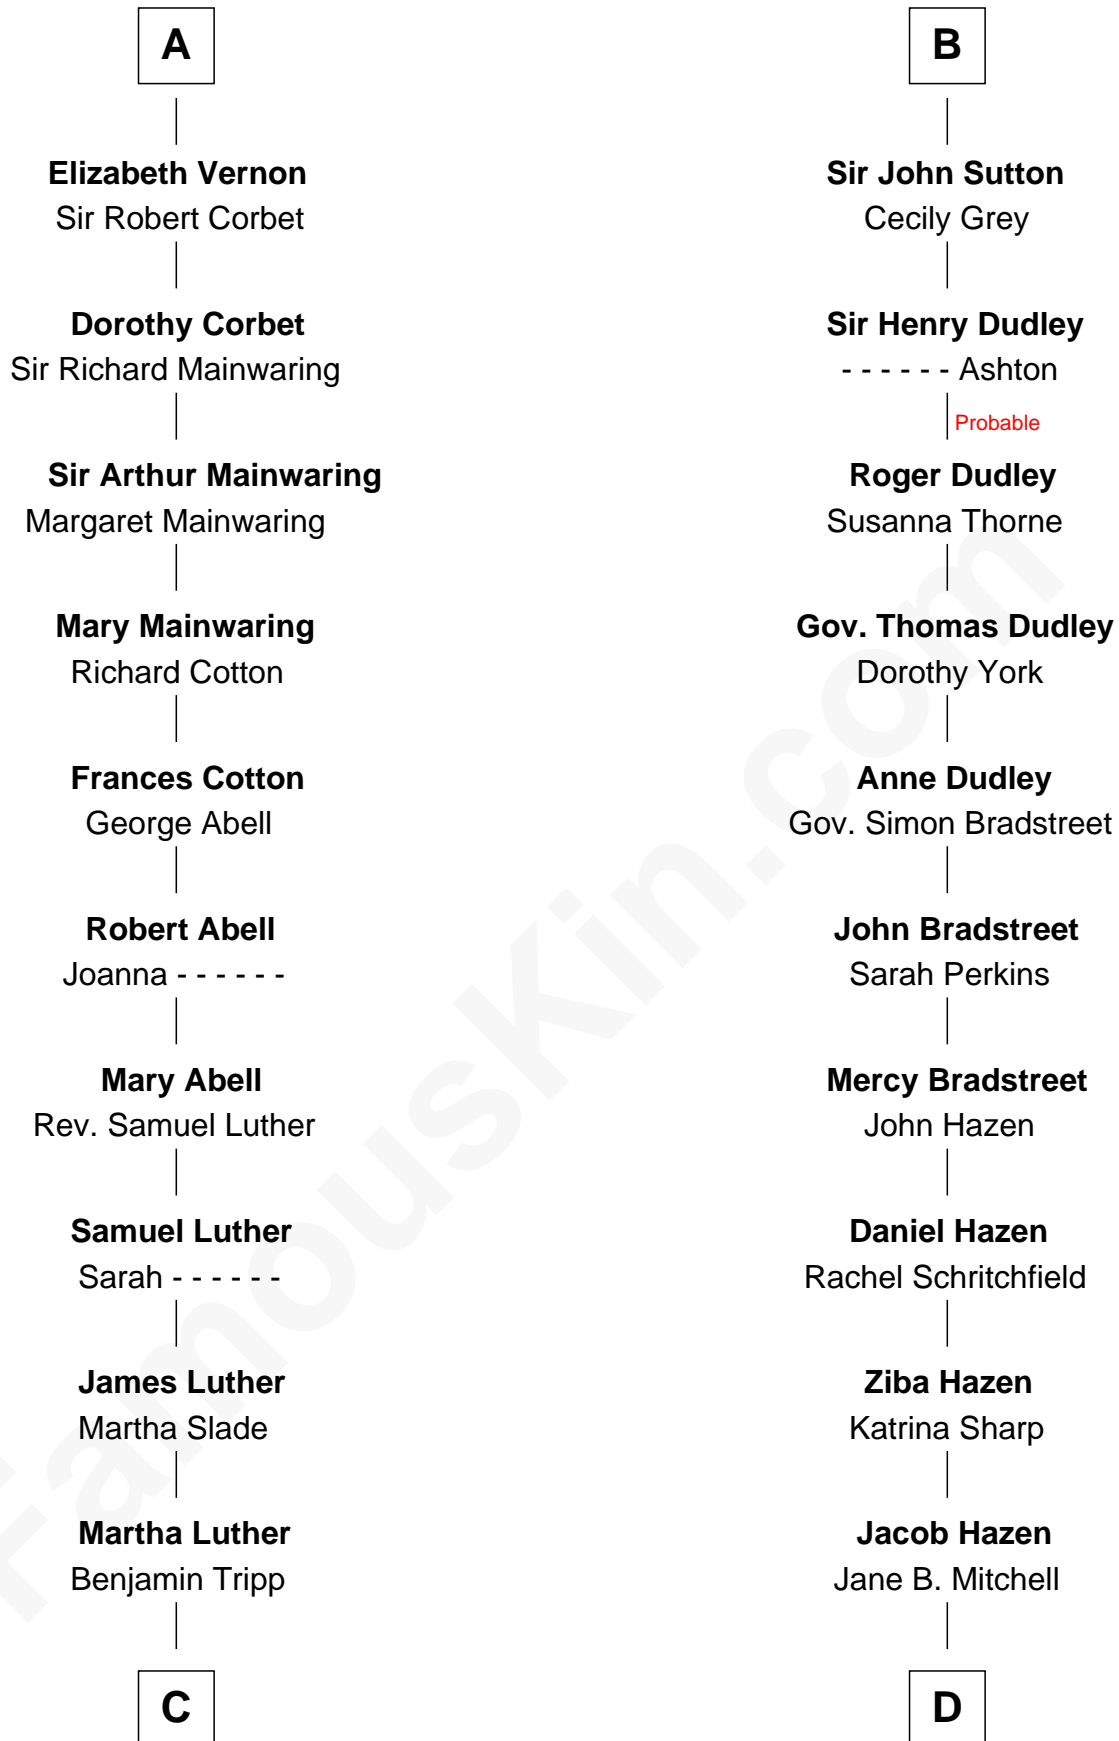 A
Elizabeth Vernon
Sir Robert Corbet
Dorothy Corbet
Sir Richard Mainwaring
Sir Arthur Mainwaring
Margaret Mainwaring
Mary Mainwaring
Richard Cotton
Frances Cotton
George Abell
Robert Abell
Joanna - - - - - -
Mary Abell
Rev. Samuel Luther
Samuel Luther
Sarah - - - - - -
James Luther
Martha Slade
Martha Luther
Benjamin Tripp
C
B
Sir John Sutton
Cecily Grey
Sir Henry Dudley
- - - - - - Ashton
Probable
Roger Dudley
Susanna Thorne
Gov. Thomas Dudley
Dorothy York
Anne Dudley
Gov. Simon Bradstreet
John Bradstreet
Sarah Perkins
Mercy Bradstreet
John Hazen
Daniel Hazen
Rachel Schritchfield
Ziba Hazen
Katrina Sharp
Jacob Hazen
Jane B. Mitchell
D
FamousKin.com